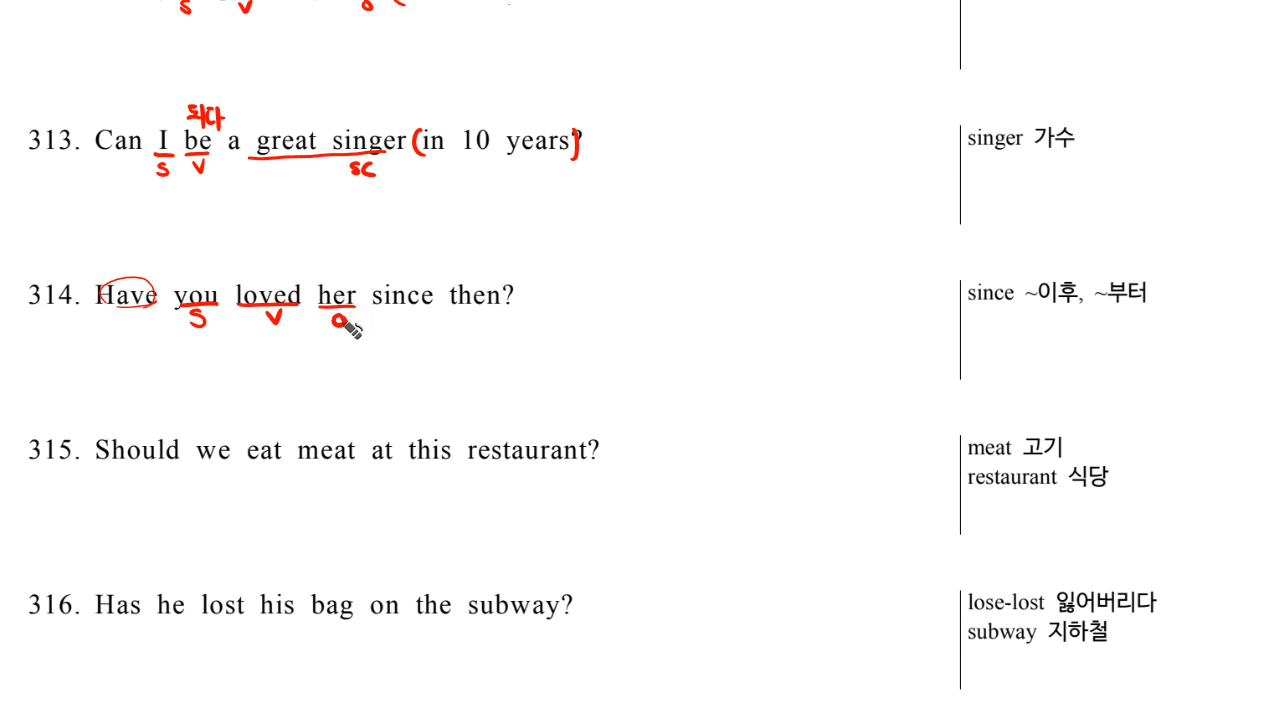 S V O (
되다
313. Can I be a great singer (in 10 years)?
S V SC
singer 가수
314. Have you loved her since then?
S V O
since ~이후, ~부터
315. Should we eat meat at this restaurant?
meat 고기
restaurant 식당
316. Has he lost his bag on the subway?
lose-lost 잃어버리다
subway 지하철